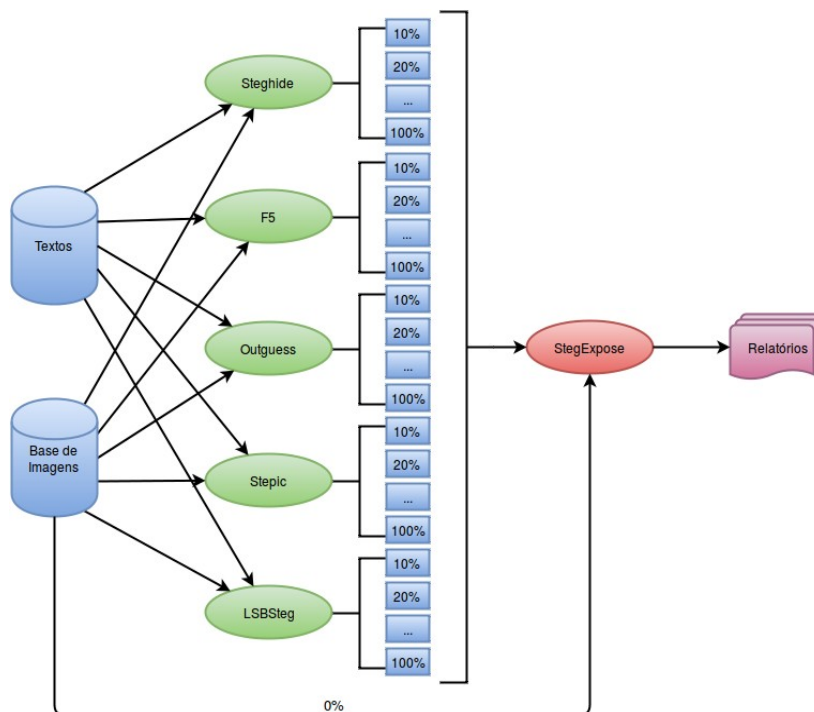 10%
20%
...
100%
Steghide
10%
20%
...
100%
F5
Textos
10%
20%
...
100%
Outguess
StegExpose
Relatórios
10%
20%
...
100%
Base de
Imagens
Stepic
10%
20%
...
100%
LSBSteg
0%